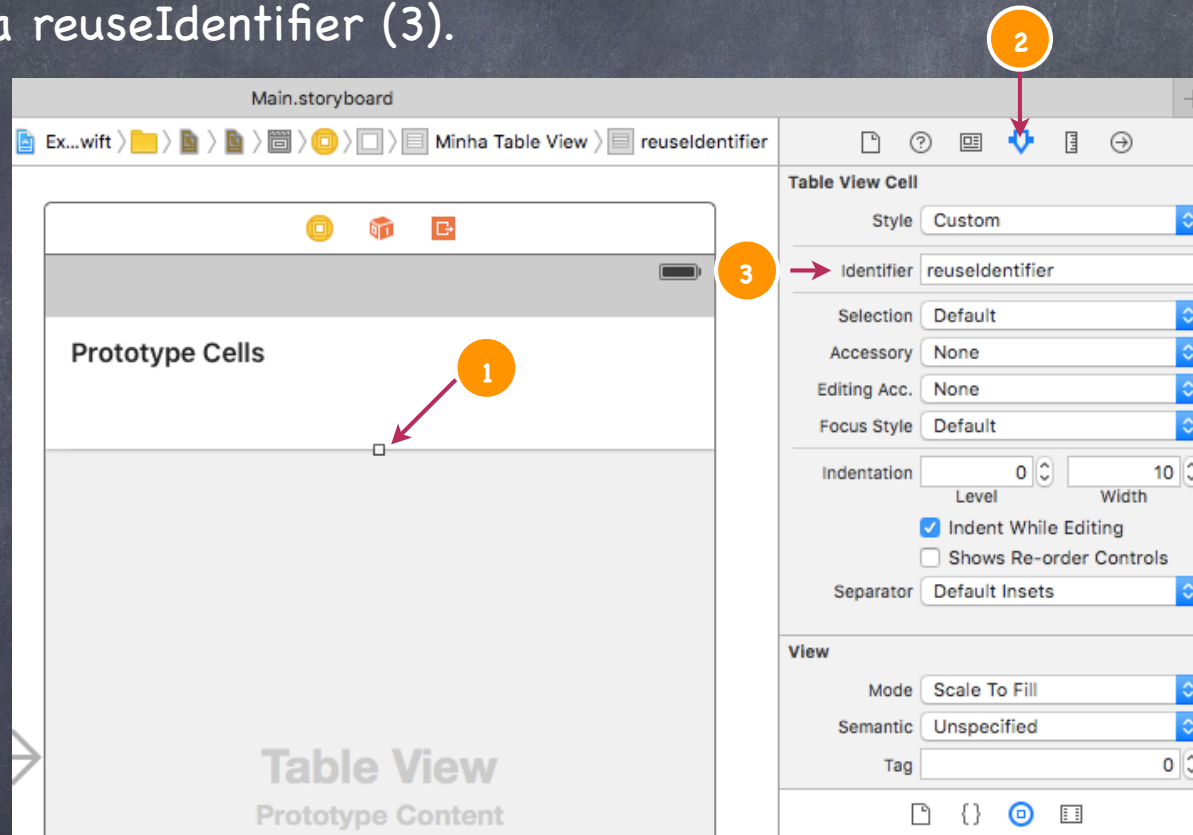 a reuseIdentifier (3).
2
Main.storyboard
Ex...wift 〉 〉 〉 〉 〉 〉 〉 Minha Table View 〉 reuseIdentifier
Table View Cell
Style Custom
3
Identifier reuseIdentifier
Selection Default
Prototype Cells
1
Accessory None
Editing Acc. None
Focus Style Default
Indentation 0 10
Level Width
Indent While Editing
Shows Re-order Controls
Separator Default Insets
View
Mode Scale To Fill
Semantic Unspecified
Tag 0
Table View
Prototype Content
{}